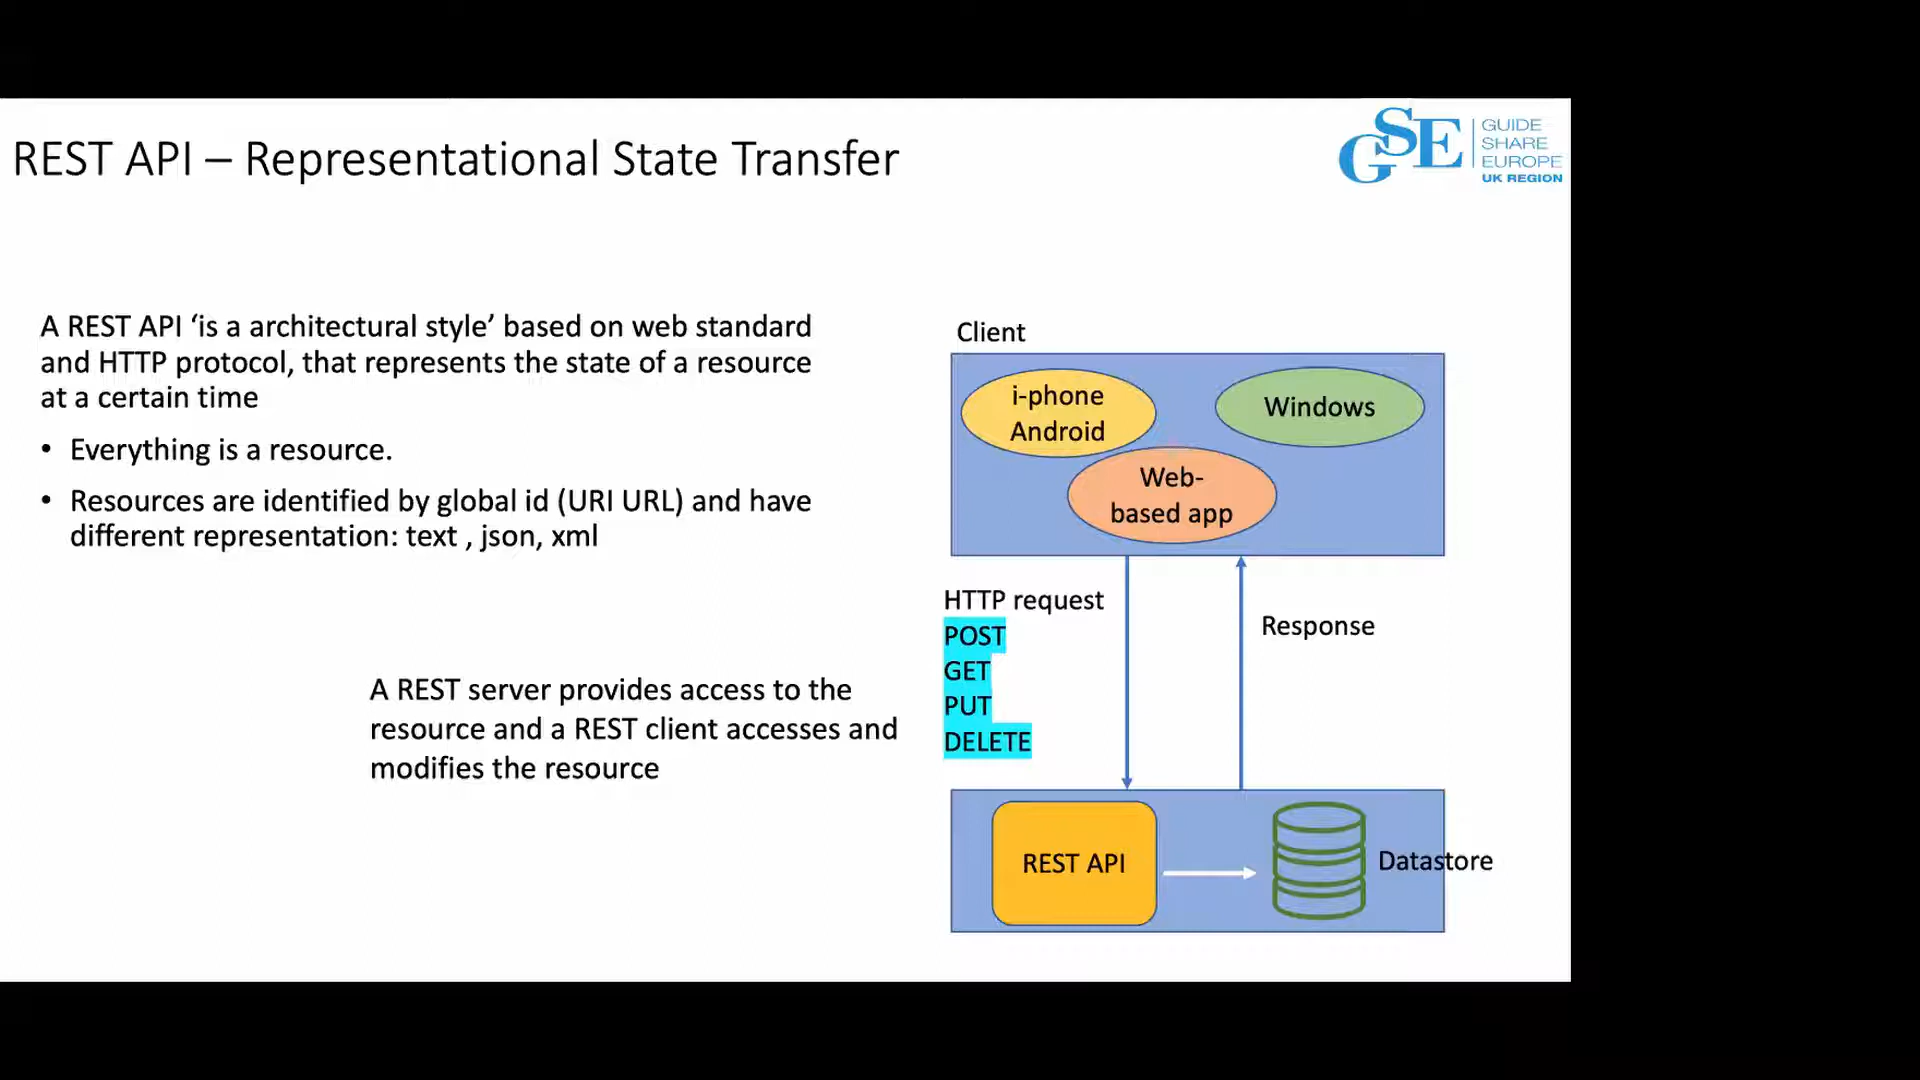 REST API – Representational State Transfer
GSE
GUIDE
SHARE
EUROPE
UK REGION
A REST API ‘is a architectural style’ based on web standard
and HTTP protocol, that represents the state of a resource
at a certain time
• Everything is a resource.
• Resources are identified by global id (URI URL) and have
different representation: text , json, xml
A REST server provides access to the
resource and a REST client accesses and
modifies the resource
Client
i-phone
Android
Windows
Web-
based app
HTTP request
POST
GET
PUT
DELETE
Response
REST API
Datastore